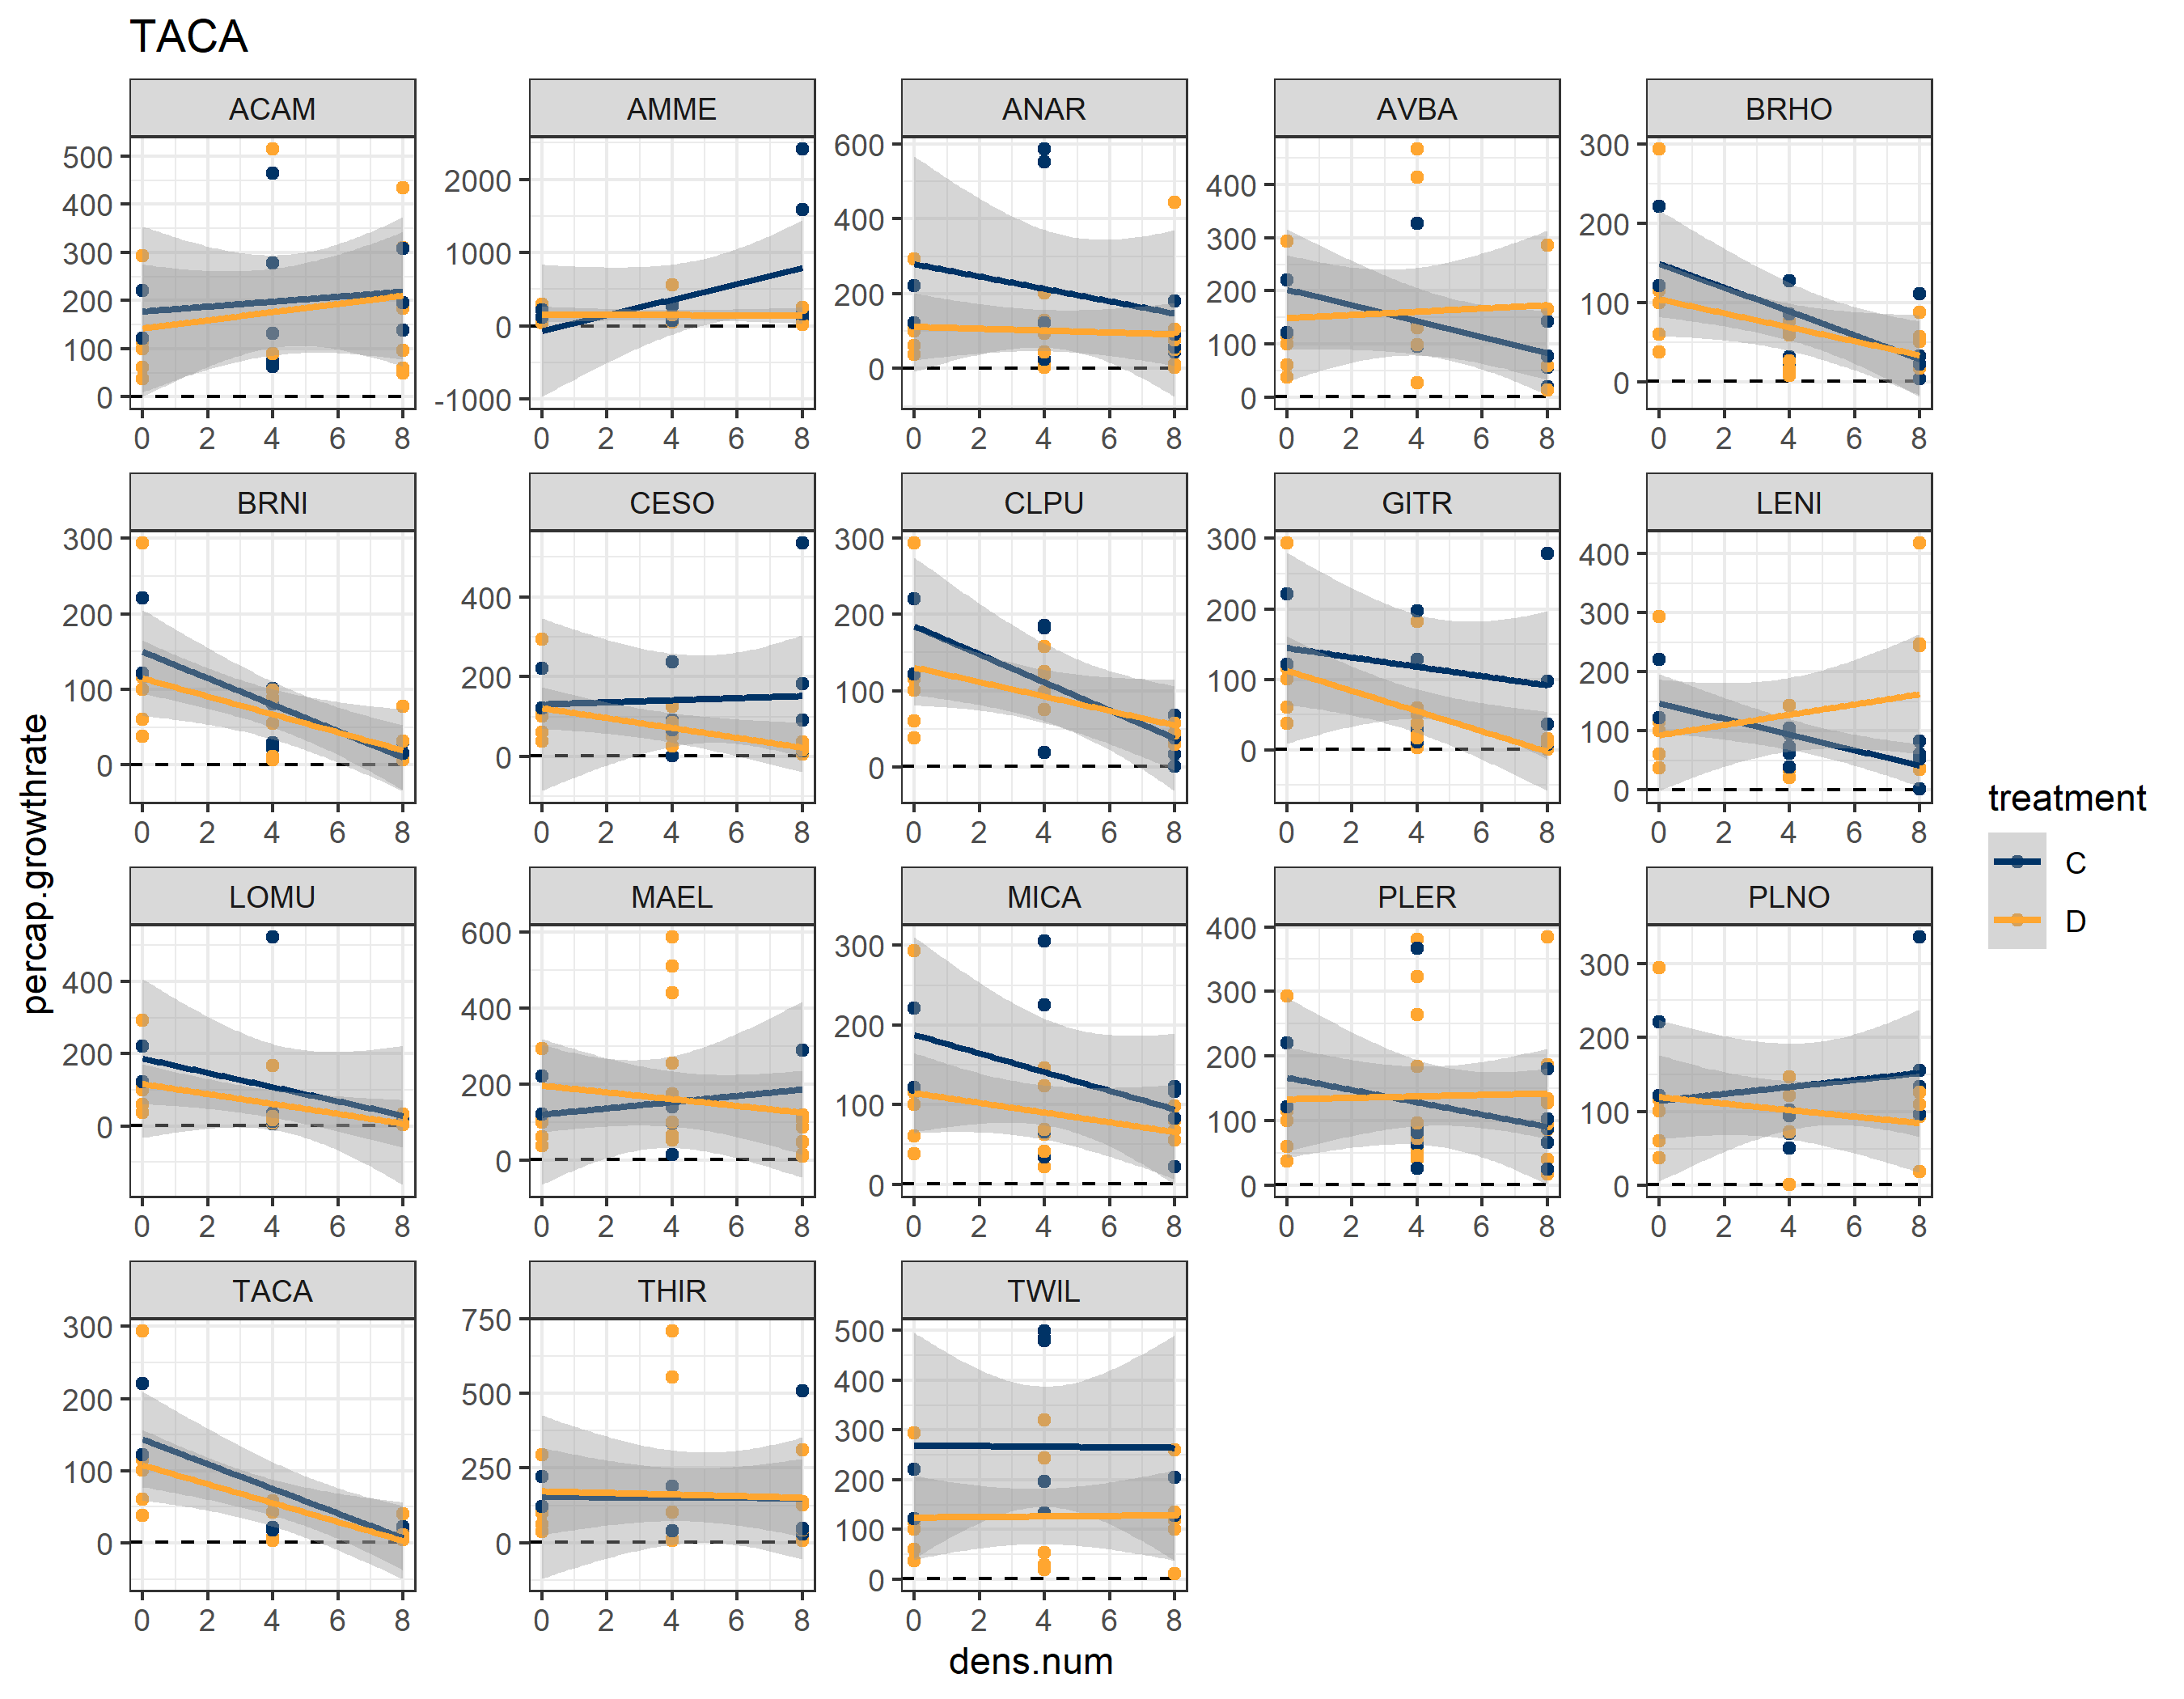 TACA
ACAM AMME ANAR AVBA BRHO
500 400 300 200 100 0
2000 1000 0 -1000
600 400 200 0
400 300 200 100 0
300 200 100 0
0 2 4 6 8 0 2 4 6 8 0 2 4 6 8 0 2 4 6 8 0 2 4 6 8
BRNI CESO CLPU GITR LENI
300 200 100 0
400 200 0
300 200 100 0
300 200 100 0
400 300 200 100 0
0 2 4 6 8 0 2 4 6 8 0 2 4 6 8 0 2 4 6 8 0 2 4 6 8
percap.growthrate
treatment
C
D
LOMU MAEL MICA PLER PLNO
400 200 0
600 400 200 0
300 200 100 0
400 300 200 100 0
300 200 100 0
0 2 4 6 8 0 2 4 6 8 0 2 4 6 8 0 2 4 6 8 0 2 4 6 8
TACA THIR TWIL
300 200 100 0
750 500 250 0
500 400 300 200 100 0
0 2 4 6 8 0 2 4 6 8 0 2 4 6 8
dens.num